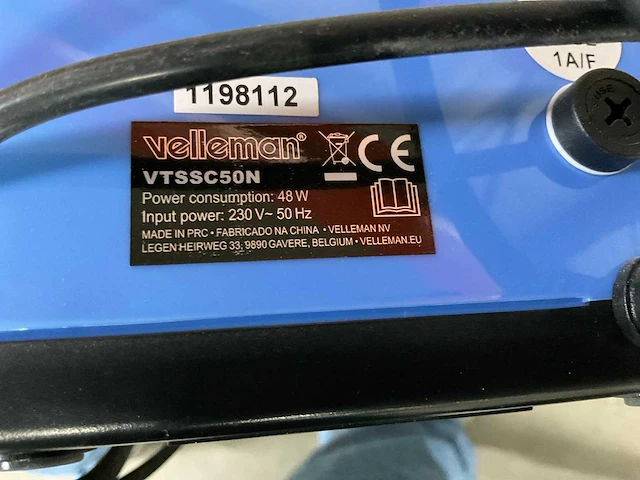 1A/F
1198112
velleman®
CE
VTSSC50N
Power consumption: 48 W
Input power: 230 V~ 50 Hz
MADE IN PRC • FABRICADO NA CHINA • VELLEMAN NV
LEGEN HEIRWEG 33, 9890 GAVERE, BELGIUM • VELLEMAN.EU